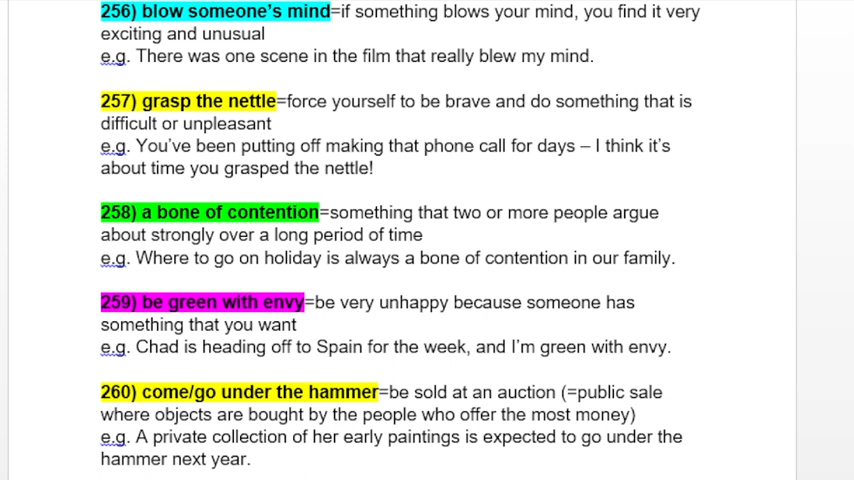 256) blow someone’s mind=if something blows your mind, you find it very
exciting and unusual
e.g. There was one scene in the film that really blew my mind.
257) grasp the nettle=force yourself to be brave and do something that is
difficult or unpleasant
e.g. You’ve been putting off making that phone call for days – I think it’s
about time you grasped the nettle!
258) a bone of contention=something that two or more people argue
about strongly over a long period of time
e.g. Where to go on holiday is always a bone of contention in our family.
259) be green with envy=be very unhappy because someone has
something that you want
e.g. Chad is heading off to Spain for the week, and I’m green with envy.
260) come/go under the hammer=be sold at an auction (=public sale
where objects are bought by the people who offer the most money)
e.g. A private collection of her early paintings is expected to go under the
hammer next year.